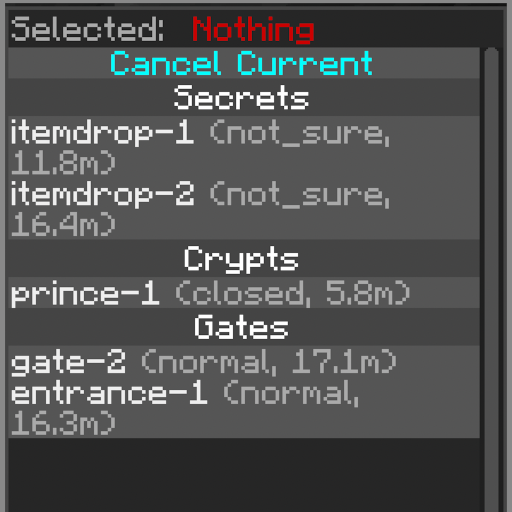 Selected: Nothing
Cancel Current
Secrets
itemdrop-1 (not_sure,
11.8m)
itemdrop-2 (not_sure,
16.4m)
Crypts
prince-1 (closed, 5.8m)
Gates
gate-2 (normal, 17.1m)
entrance-1 (normal,
16.3m)